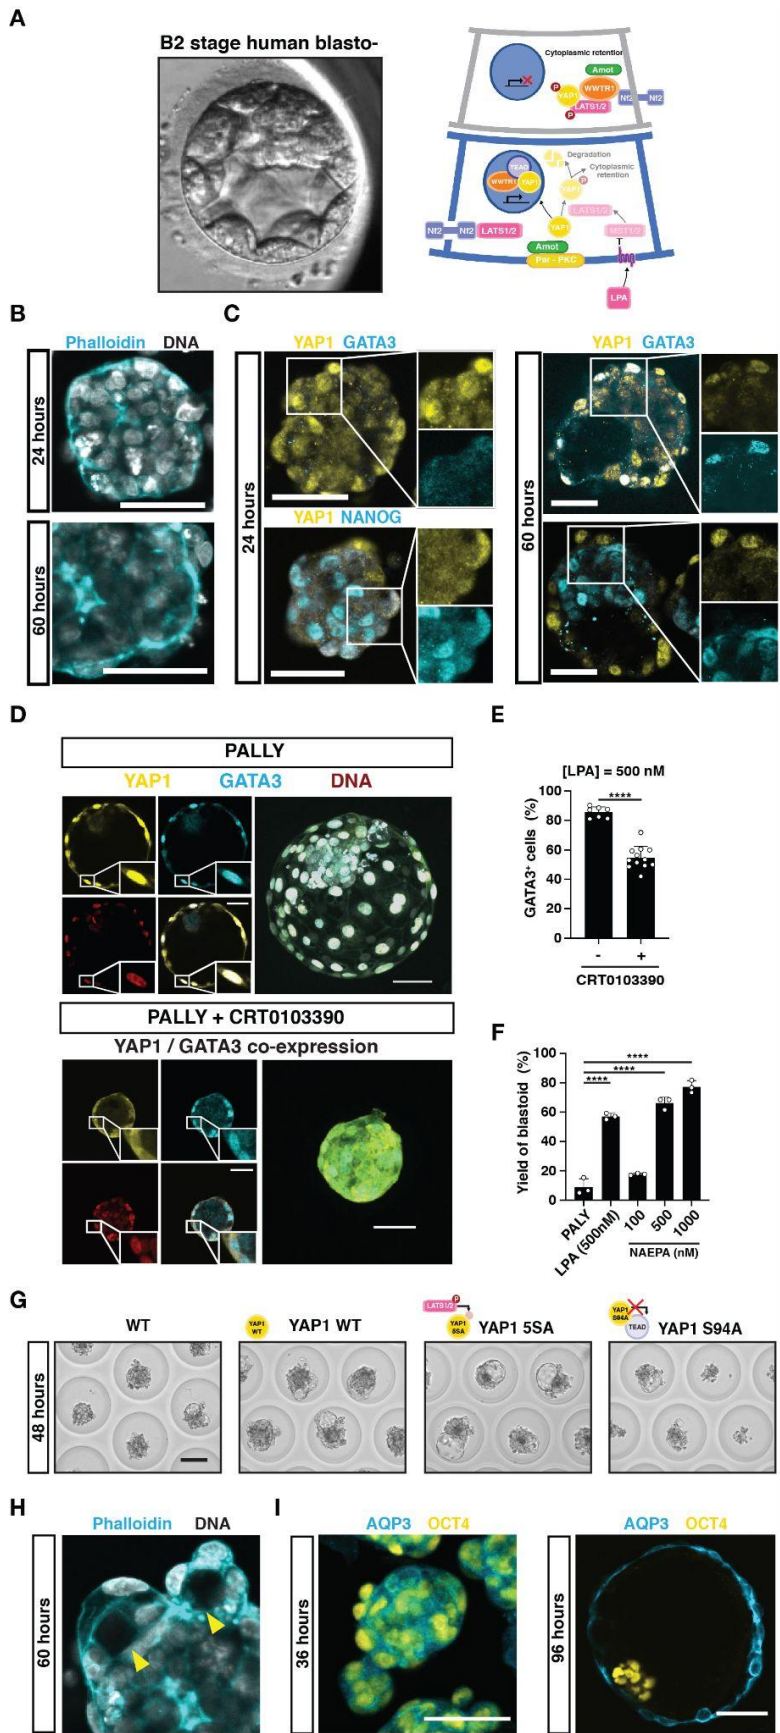 A
B2 stage human blasto-
Cytoplasmic retention
Amot
P
YAP1
WWTR1
LATS1/2
P
Nf2
Nf2
TEAD
WWTR1
YAP1
Degradation
Cytoplasmic
retention
P
YAP1
LATS1/2
Nf2
Nf2
LATS1/2
YAP1
MST1/2
Amot
Par - PKC
LPA
B
Phalloidin DNA
24 hours
60 hours
C
YAP1 GATA3
24 hours
YAP1 NANOG
YAP1 GATA3
60 hours
D
PALLY
YAP1 GATA3 DNA
PALLY + CRT0103390
YAP1 / GATA3 co-expression
E
[LPA] = 500 nM
****
GATA3+ cells (%)
100
80
60
40
20
0
- +
CRT0103390
F
****
****
****
Yield of blastoid (%)
100
80
60
40
20
0
PALY
LPA (500nM)
100
500
1000
NAEPA (nM)
G
WT
YAP1
WT
YAP1 WT
LATS1/2
P
YAP1
5SA
YAP1 5SA
YAP1
S94A
TEAD
YAP1 S94A
48 hours
H
Phalloidin DNA
60 hours
I
AQP3 OCT4
36 hours
AQP3 OCT4
96 hours